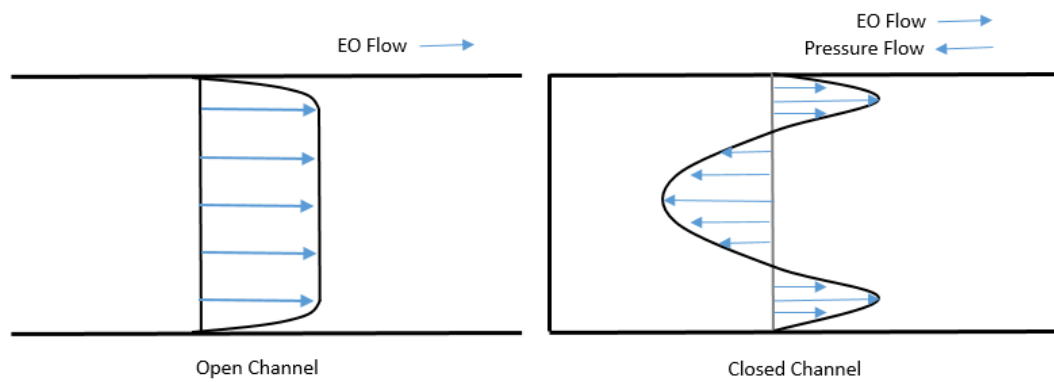 EO Flow
EO Flow
Pressure Flow
Open Channel
Closed Channel